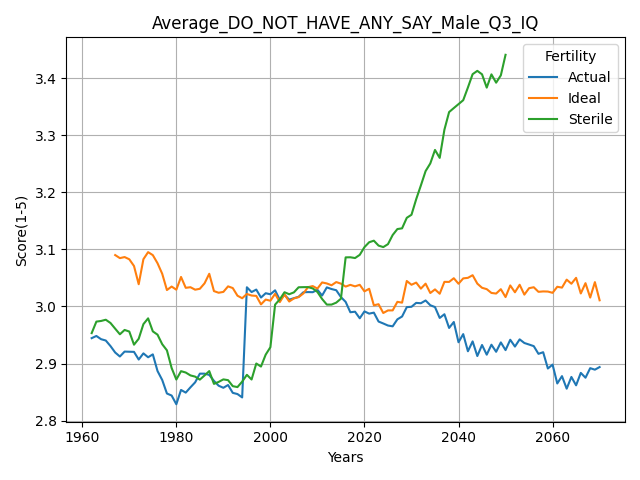 Average_DO_NOT_HAVE_ANY_SAY_Male_Q3_IQ
Fertility
Actual
Ideal
Sterile
Score(1-5)
3.4
3.3
3.2
3.1
3.0
2.9
2.8
1960 1980 2000 2020 2040 2060
Years